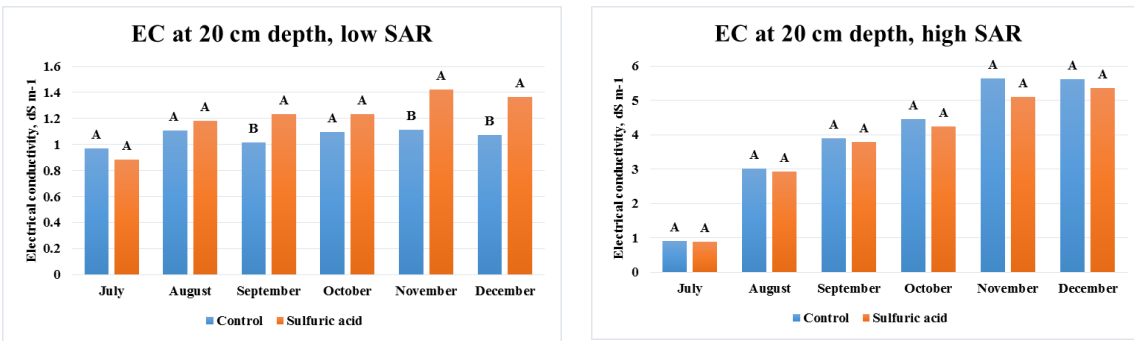 EC at 20 cm depth, low SAR
Electrical conductivity, dS m-1
1.6
1.4
1.2
1
0.8
0.6
0.4
0.2
0
A A A A B A A A B A B A
July August September October November December
Control Sulfuric acid
EC at 20 cm depth, high SAR
Electrical conductivity, dS m-1
6
5
4
3
2
1
0
A A A A A A A A A A A A
July August September October November December
Control Sulfuric acid